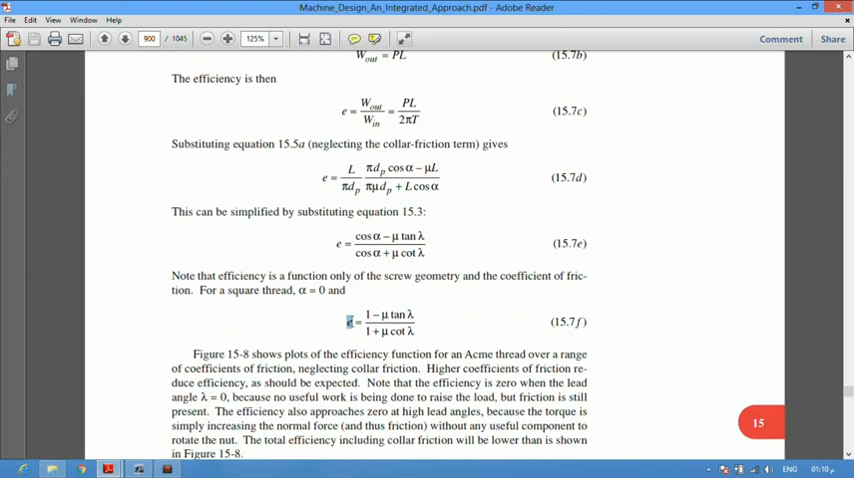 Machine_Design_An_Integrated_Approach.pdf - Adobe Reader
File Edit View Window Help
900 / 1045 125% Comment Share
W_out = PL (15.7b)
The efficiency is then
e = W_out / W_in = PL / 2πT (15.7c)
Substituting equation 15.5a (neglecting the collar-friction term) gives
e = L / πd_p (πd_p cos α − μL) / (πμd_p + L cos α) (15.7d)
This can be simplified by substituting equation 15.3:
e = (cos α − μ tan λ) / (cos α + μ cot λ) (15.7e)
Note that efficiency is a function only of the screw geometry and the coefficient of fric-
tion. For a square thread, α = 0 and
e = (1 − μ tan λ) / (1 + μ cot λ) (15.7f)
Figure 15-8 shows plots of the efficiency function for an Acme thread over a range
of coefficients of friction, neglecting collar friction. Higher coefficients of friction re-
duce efficiency, as should be expected. Note that the efficiency is zero when the lead
angle λ = 0, because no useful work is being done to raise the load, but friction is still
present. The efficiency also approaches zero at high lead angles, because the torque is
simply increasing the normal force (and thus friction) without any useful component to
rotate the nut. The total efficiency including collar friction will be lower than is shown
in Figure 15-8.
15
ENG 01:10 م